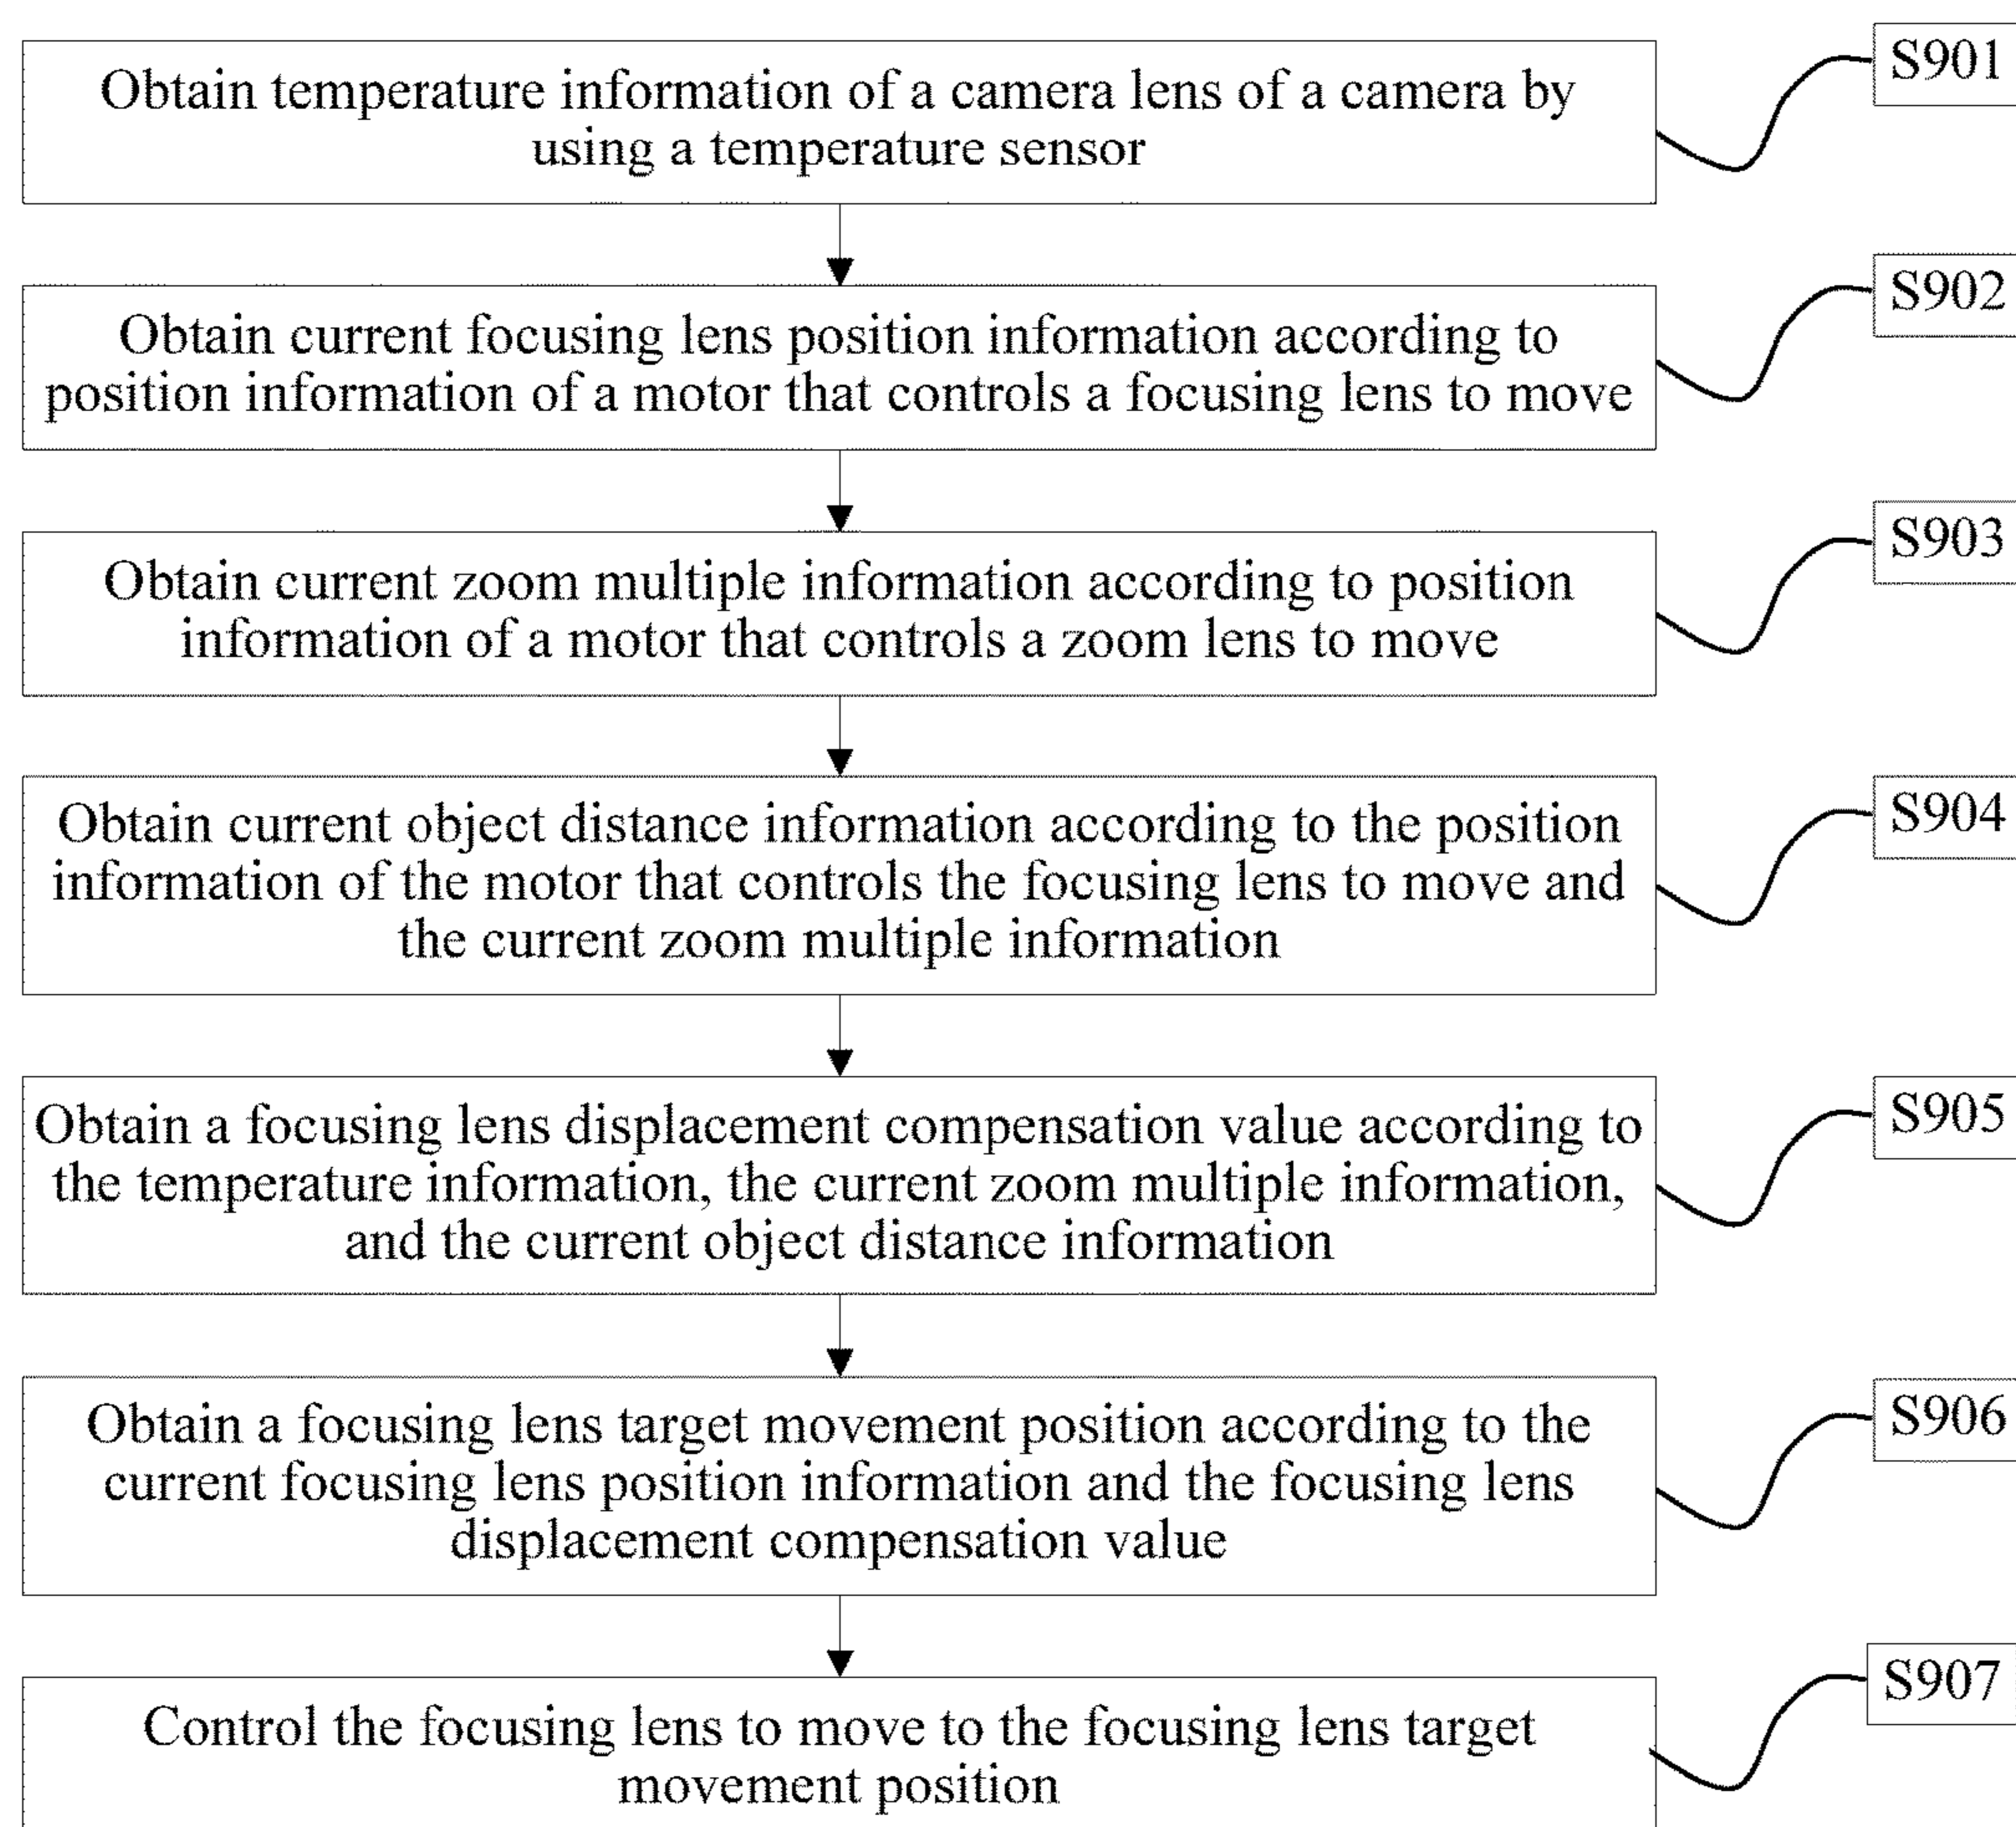 Obtain temperature information of a camera lens of a camera by
using a temperature sensor
S901
Obtain current focusing lens position information according to
position information of a motor that controls a focusing lens to move
S902
Obtain current zoom multiple information according to position
information of a motor that controls a zoom lens to move
S903
Obtain current object distance information according to the position
information of the motor that controls the focusing lens to move and
the current zoom multiple information
S904
Obtain a focusing lens displacement compensation value according to
the temperature information, the current zoom multiple information,
and the current object distance information
S905
Obtain a focusing lens target movement position according to the
current focusing lens position information and the focusing lens
displacement compensation value
S906
Control the focusing lens to move to the focusing lens target
movement position
S907